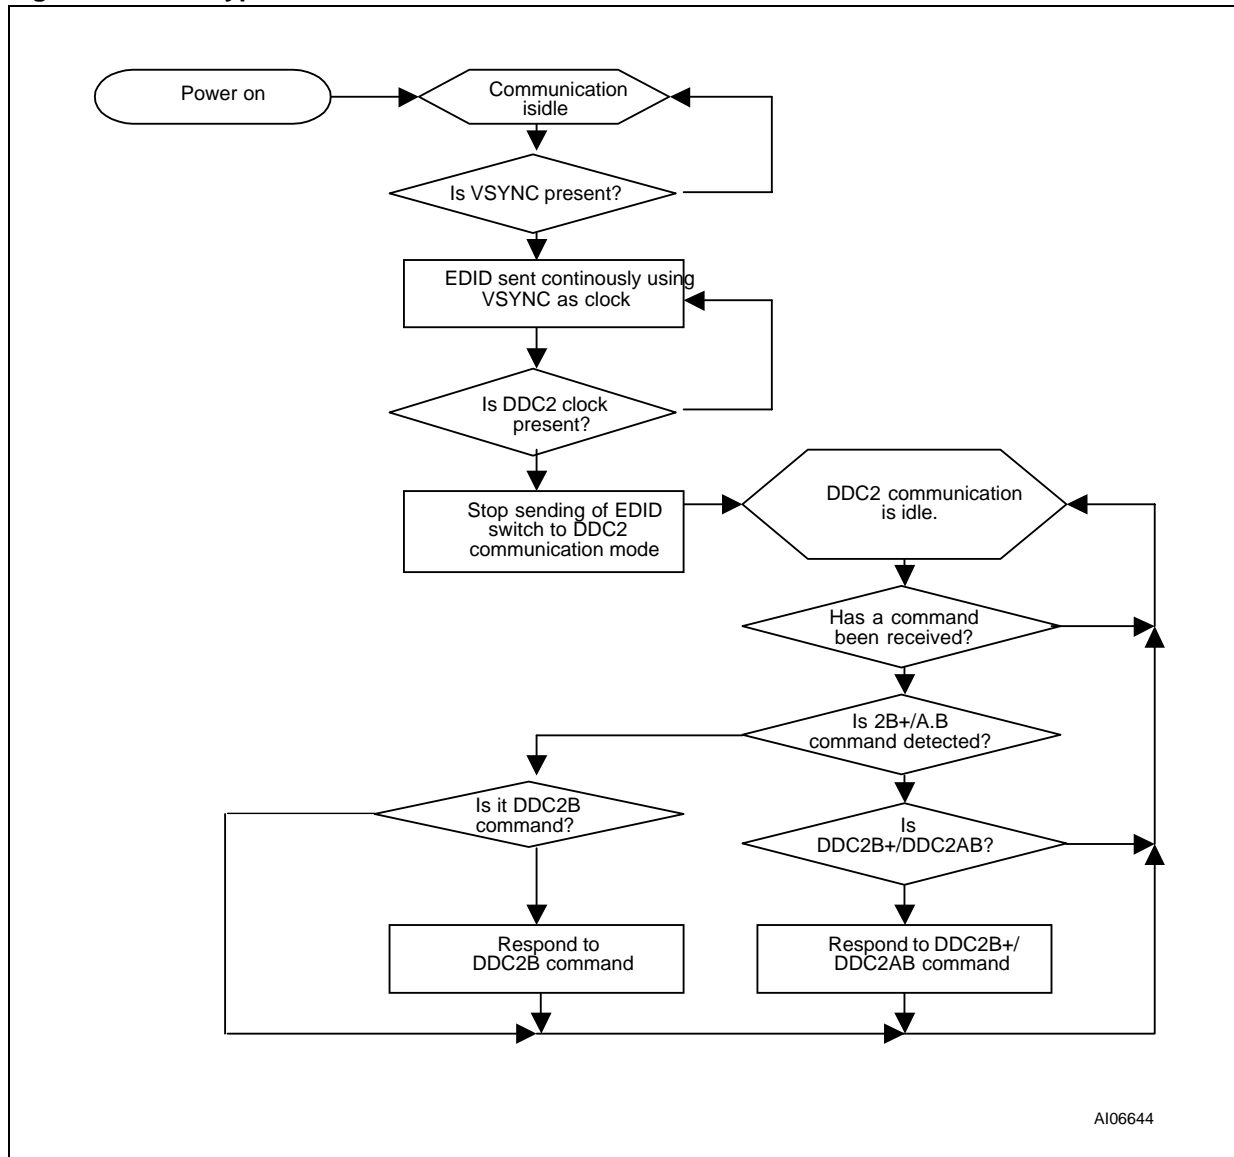 Power on
Communication
isidle
Is VSYNC present?
EDID sent continously using
VSYNC as clock
Is DDC2 clock
present?
Stop sending of EDID
switch to DDC2
communication mode
DDC2 communication
is idle.
Has a command
been received?
Is 2B+/A.B
command detected?
Is it DDC2B
command?
Is
DDC2B+/DDC2AB?
Respond to
DDC2B command
Respond to DDC2B+/
DDC2AB command
AI06644